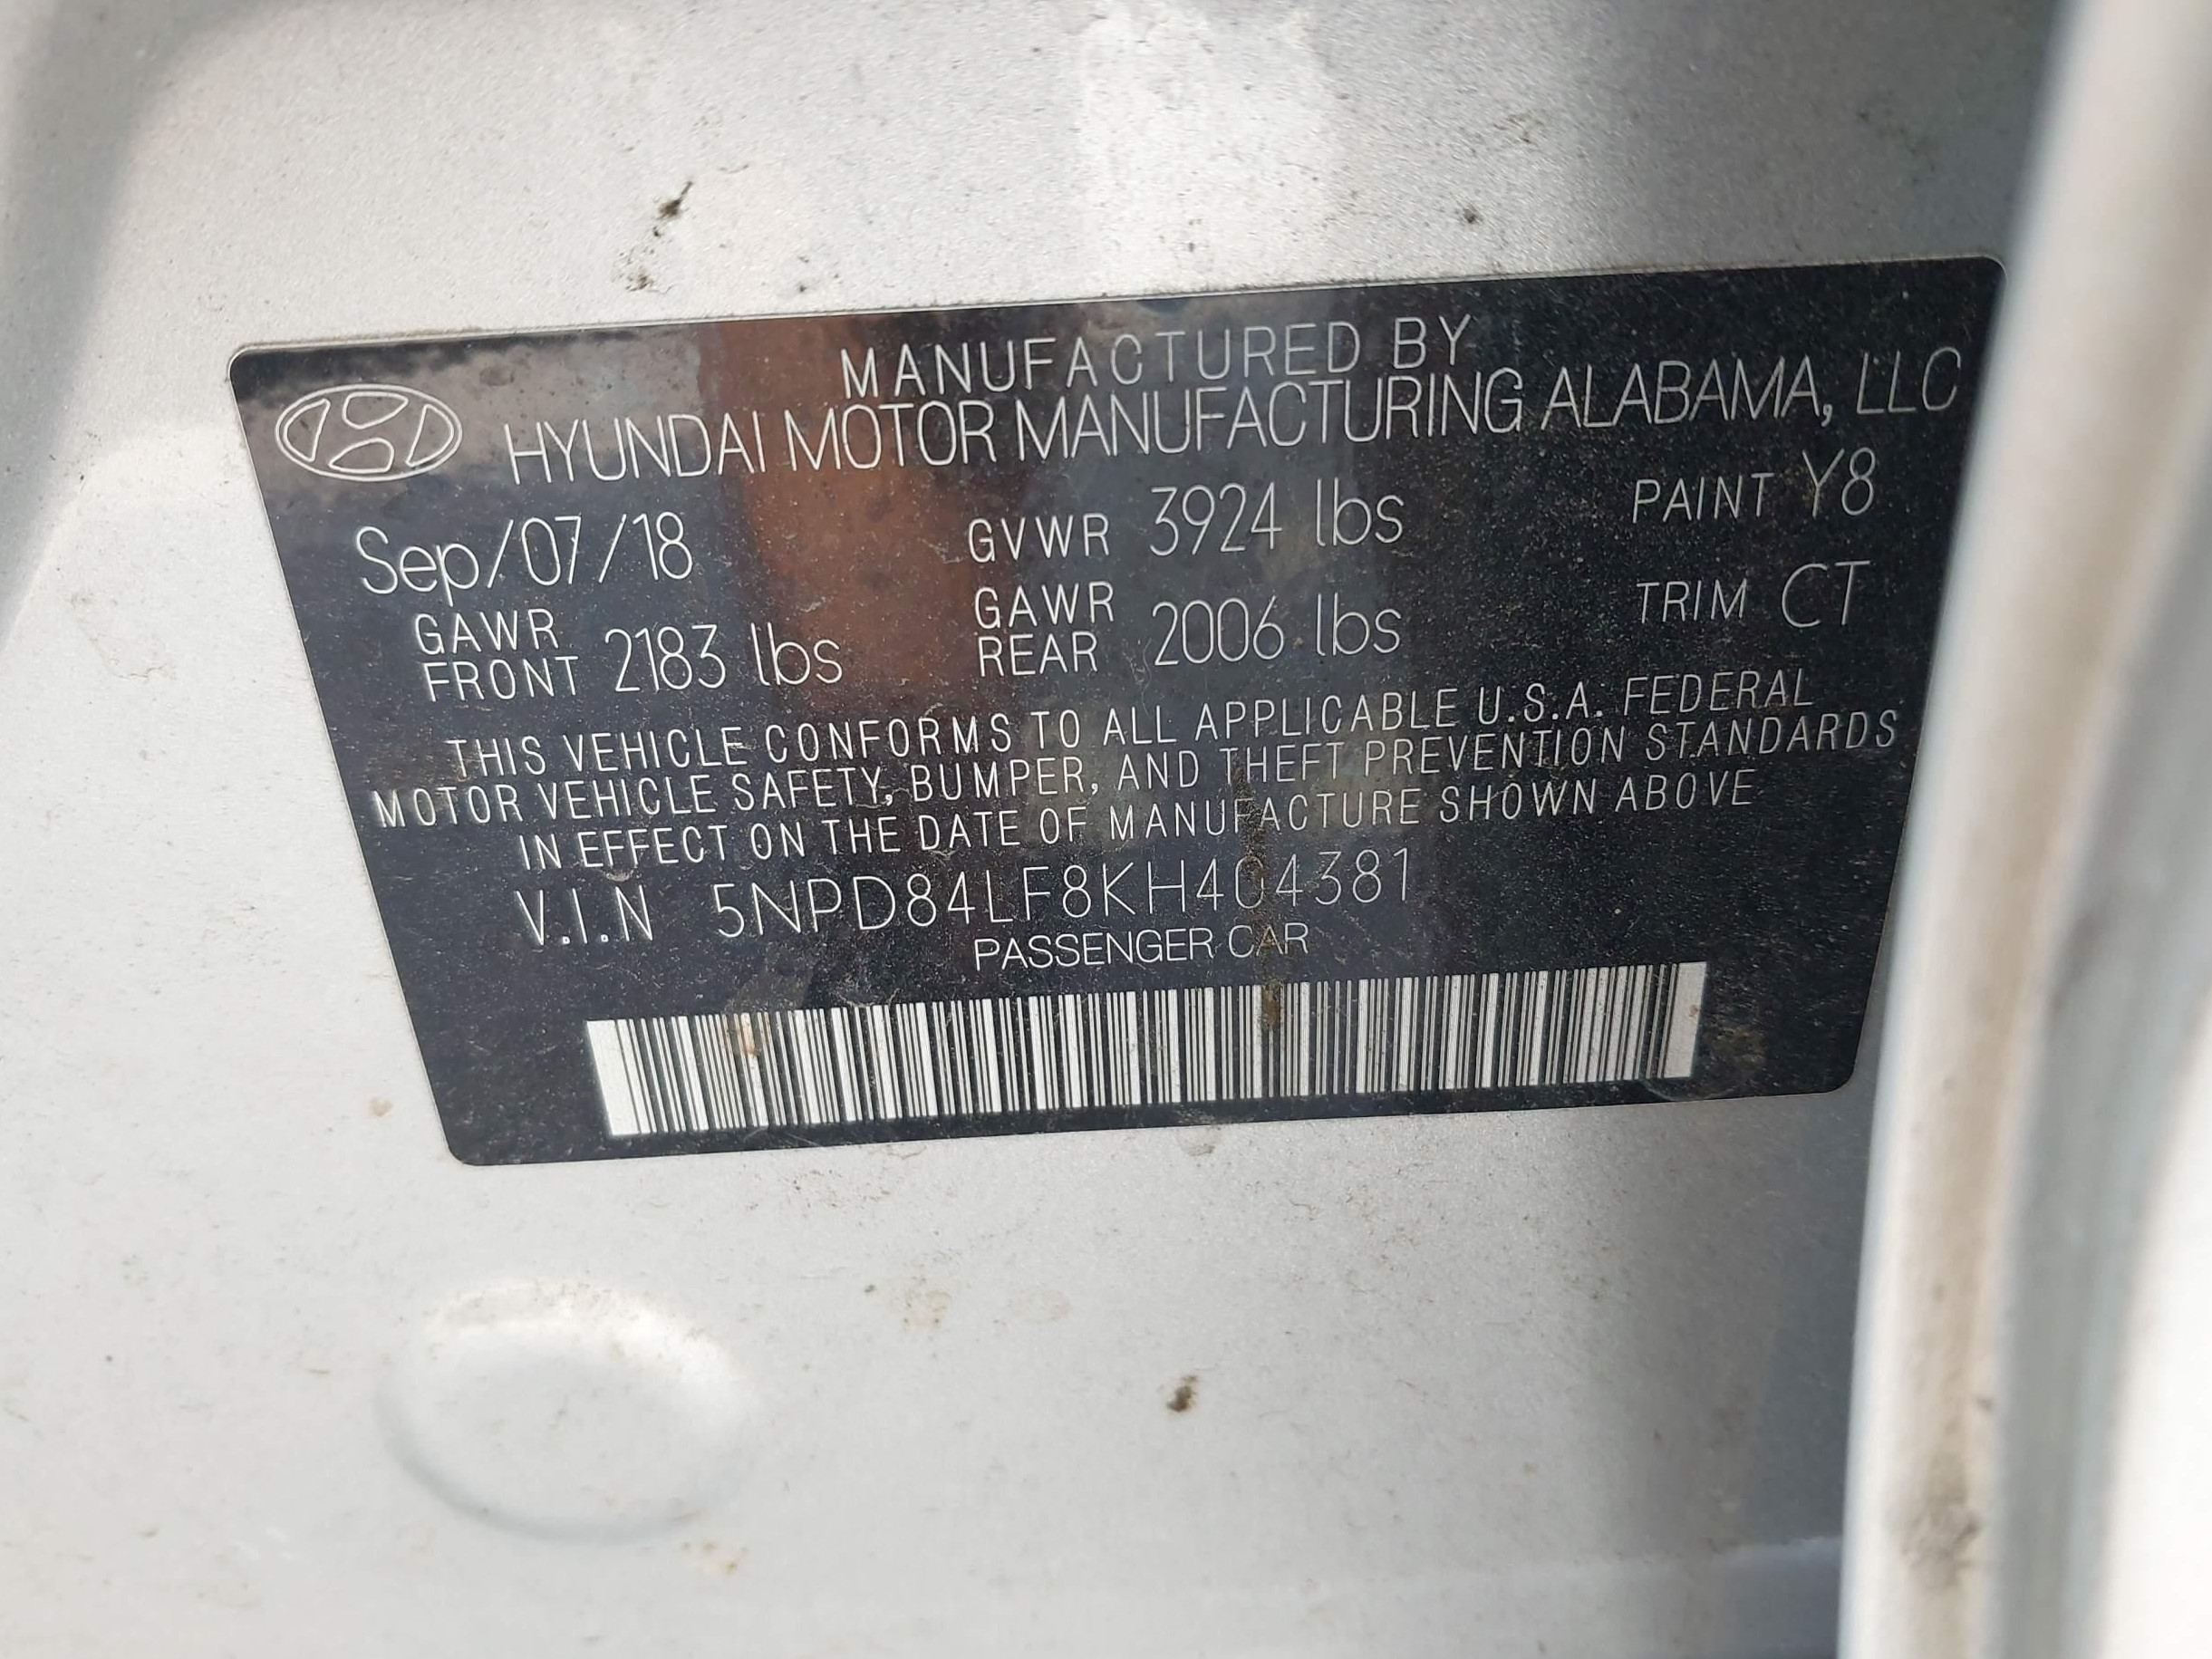 MANUFACTURED BY
HYUNDAI MOTOR MANUFACTURING ALABAMA, LLC
Sep/07/18 GVWR 3924 lbs PAINT Y8
GAWR FRONT 2183 lbs GAWR REAR 2006 lbs TRIM CT
THIS VEHICLE CONFORMS TO ALL APPLICABLE U.S.A. FEDERAL
MOTOR VEHICLE SAFETY, BUMPER, AND THEFT PREVENTION STANDARDS
IN EFFECT ON THE DATE OF MANUFACTURE SHOWN ABOVE
V.I.N 5NPD84LF8KH404381
PASSENGER CAR